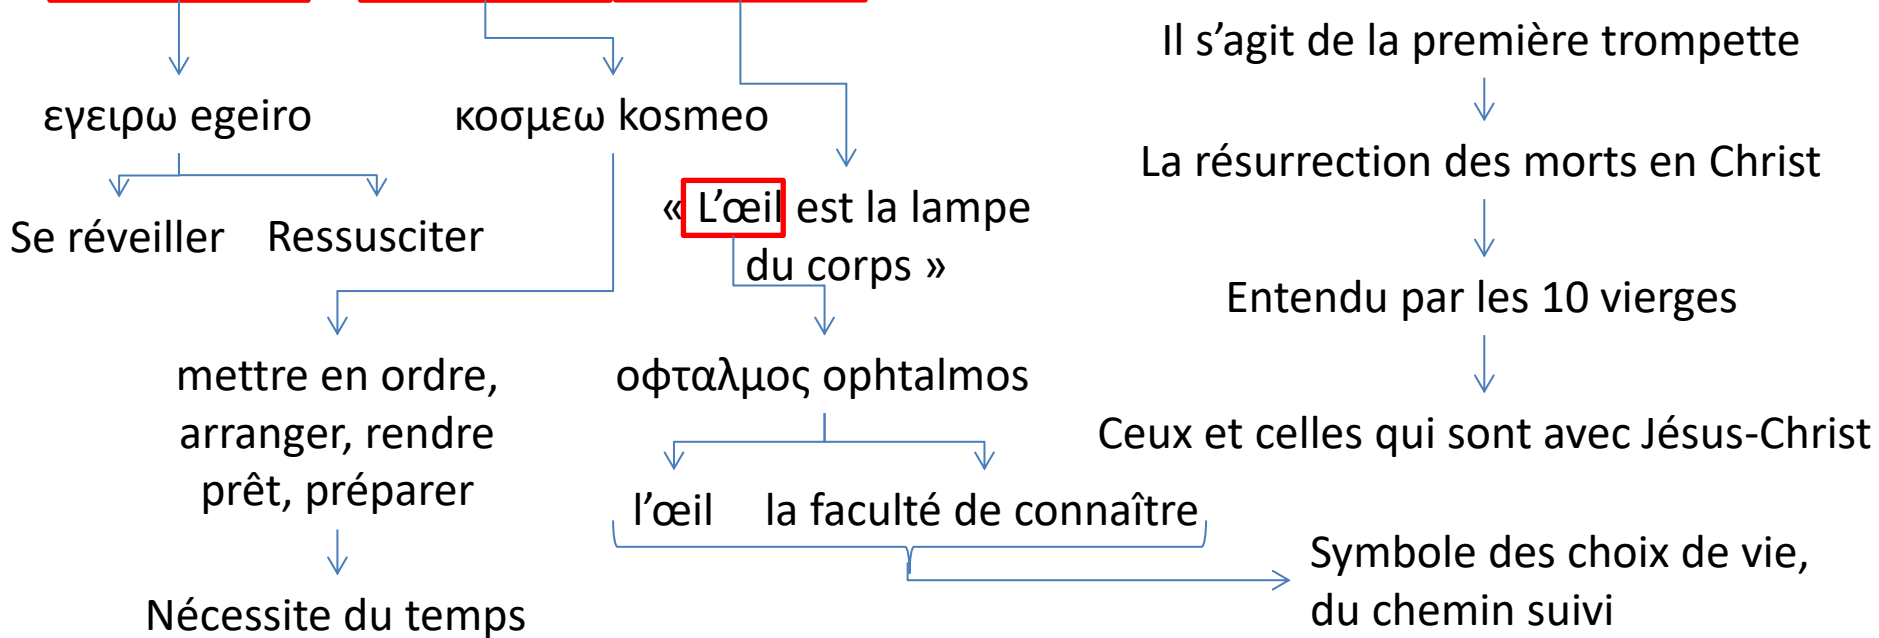 εγειρω egeiro
Se réveiller
Ressusciter
κοσμεω kosmeo
mettre en ordre,
arranger, rendre
prêt, préparer
Nécessite du temps
« L’œil est la lampe
du corps »
οφταλμος ophtalmos
l’œil
la faculté de connaître
Symbole des choix de vie,
du chemin suivi
Il s’agit de la première trompette
La résurrection des morts en Christ
Entendu par les 10 vierges
Ceux et celles qui sont avec Jésus-Christ